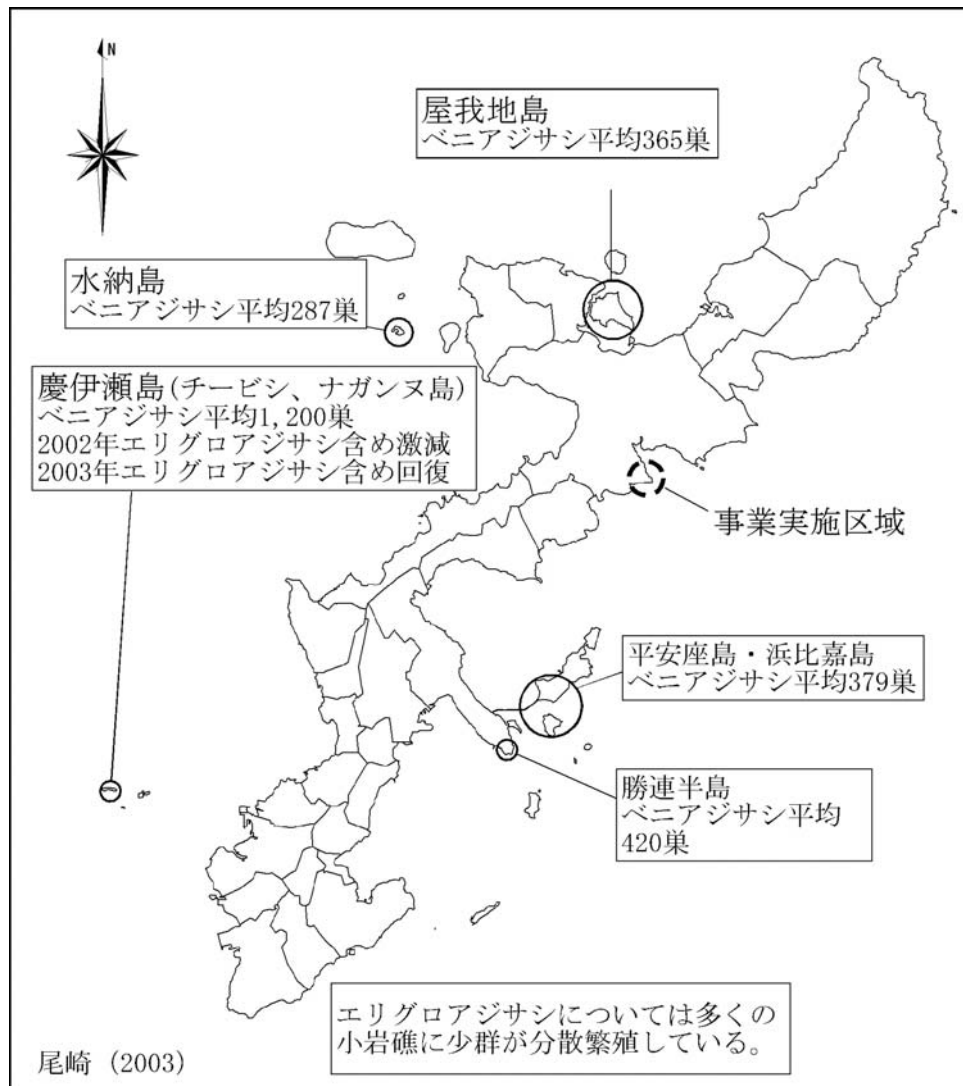 N
屋我地島
ベニアジサシ平均365巣
水納島
ベニアジサシ平均287巣
慶伊瀬島(チービシ、ナガンヌ島)
ベニアジサシ平均1,200巣
2002年エリグロアジサシ含め激減
2003年エリグロアジサシ含め回復
事業実施区域
平安座島・浜比嘉島
ベニアジサシ平均379巣
勝連半島
ベニアジサシ平均
420巣
エリグロアジサシについては多くの
小岩礁に少群が分散繁殖している。
尾崎 (2003)